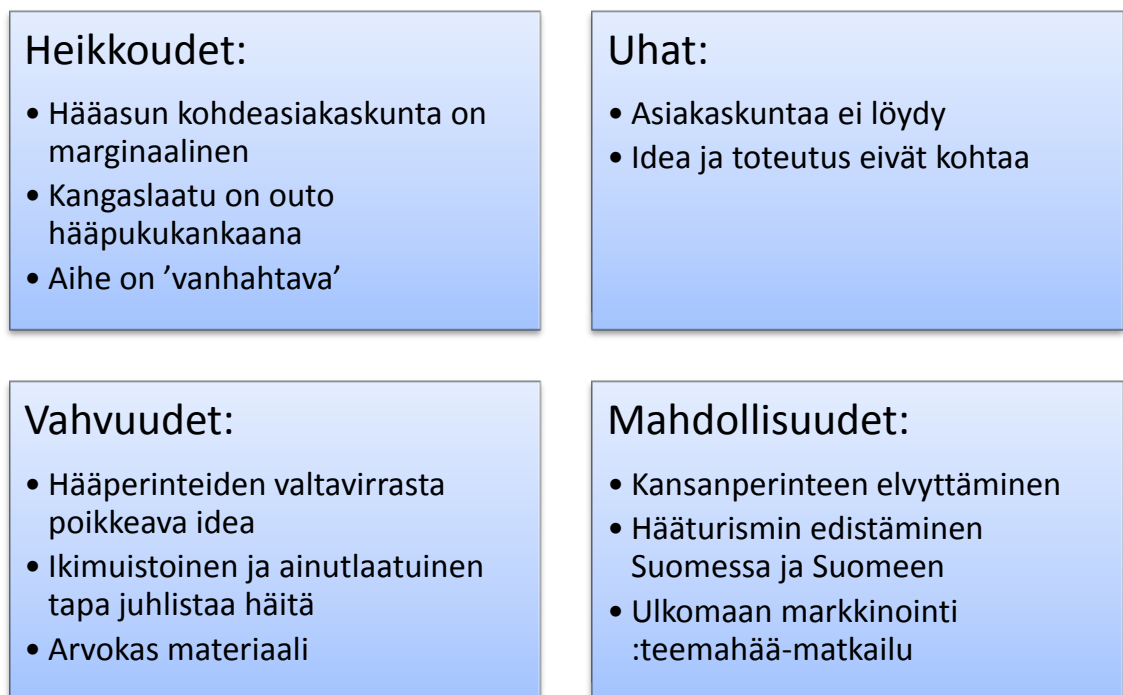 Heikkoudet:
• Hääasun kohdeasiakaskunta on
marginaalinen
• Kangaslaatu on outo
hääpukukankaana
• Aihe on ’vanhahtava’
Uhat:
• Asiakaskuntaa ei löydy
• Idea ja toteutus eivät kohtaa
Vahvuudet:
• Hääperinteiden valtavirrasta
poikkeava idea
• Ikimuistoinen ja ainutlaatuinen
tapa juhlistaa häitä
• Arvokas materiaali
Mahdollisuudet:
• Kansanperinteen elvyttäminen
• Hääturismin edistäminen
Suomessa ja Suomeen
• Ulkomaan markkinointi
:teemahää-matkailu